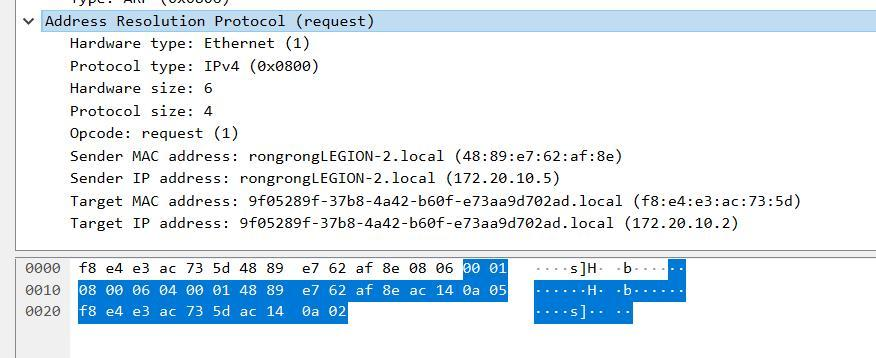 Type: ARP (0x0806)
Address Resolution Protocol (request)
Hardware type: Ethernet (1)
Protocol type: IPv4 (0x0800)
Hardware size: 6
Protocol size: 4
Opcode: request (1)
Sender MAC address: rongrongLEGION-2.local (48:89:e7:62:af:8e)
Sender IP address: rongrongLEGION-2.local (172.20.10.5)
Target MAC address: 9f05289f-37b8-4a42-b60f-e73aa9d702ad.local (f8:e4:e3:ac:73:5d)
Target IP address: 9f05289f-37b8-4a42-b60f-e73aa9d702ad.local (172.20.10.2)
0000 f8 e4 e3 ac 73 5d 48 89 e7 62 af 8e 08 06 00 01 ····s]H· ·b······
0010 08 00 06 04 00 01 48 89 e7 62 af 8e ac 14 0a 05 ······H· ·b······
0020 f8 e4 e3 ac 73 5d ac 14 0a 02 ····s]·· ··